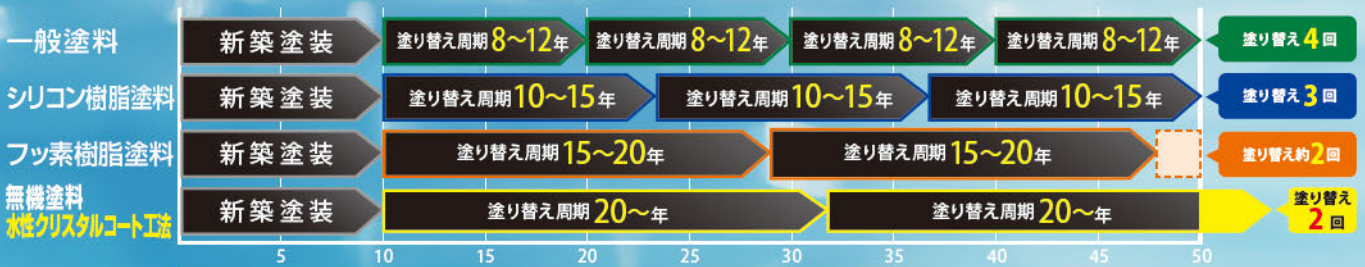 一般塗料 新築塗装 塗り替え周期8〜12年 塗り替え周期8〜12年 塗り替え周期8〜12年 塗り替え周期8〜12年 塗り替え4回
シリコン樹脂塗料 新築塗装 塗り替え周期10〜15年 塗り替え周期10〜15年 塗り替え周期10〜15年 塗り替え3回
フッ素樹脂塗料 新築塗装 塗り替え周期15〜20年 塗り替え周期15〜20年 塗り替え約2回
無機塗料
水性クリスタルコート工法 新築塗装 塗り替え周期20〜年 塗り替え周期20〜年 塗り替え
2回
5 10 15 20 25 30 35 40 45 50